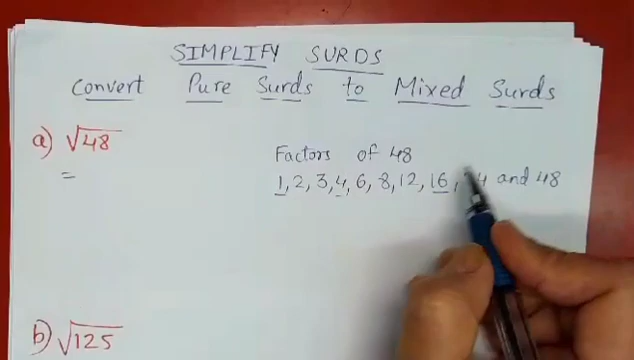 SIMPLIFY SURDS
Convert Pure Surds to Mixed Surds
a) √48
=
Factors of 48
1, 2, 3, 4, 6, 8, 12, 16, 4 and 48
b) √125